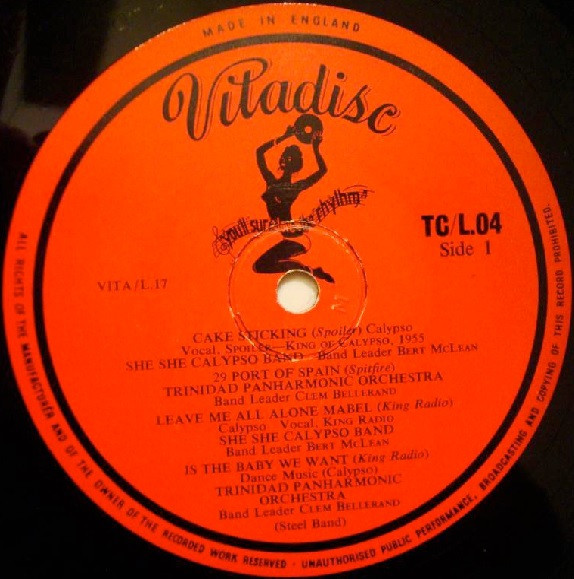 MADE IN ENGLAND
Vitadisc
you'll sure rhythm
TC/L.04
Side 1
VITA/L.17
CAKE STICKING (Spoiler) Calypso
Vocal. SPOILER—KING OF CALYPSO, 1955
SHE SHE CALYPSO BAND Band Leader BERT MCLEAN
29 PORT OF SPAIN (Spitfire)
TRINIDAD PANHARMONIC ORCHESTRA
Band Leader CLEM BELLERAND
LEAVE ME ALL ALONE MABEL (King Radio)
Calypso Vocal. KING RADIO
SHE SHE CALYPSO BAND
Band Leader BERT MCLEAN
IS THE BABY WE WANT (King Radio)
Dance Music (Calypso)
TRINIDAD PANHARMONIC
ORCHESTRA
Band Leader CLEM BELLERAND
(Steel Band)
ALL RIGHTS OF THE MANUFACTURER AND OF THE OWNER OF THE RECORDED WORK RESERVED · UNAUTHORISED PUBLIC PERFORMANCE, BROADCASTING AND COPYING OF THIS RECORD PROHIBITED.